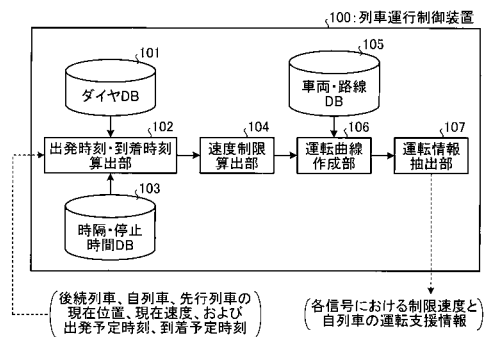 100:列車運行制御装置
101
ダイヤDB
105
車両・路線
DB
102
出発時刻・到着時刻
算出部
104
速度制限
算出部
106
運転曲線
作成部
107
運転情報
抽出部
103
時隔・停止
時間DB
後続列車、自列車、先行列車の
現在位置、現在速度、および
出発予定時刻、到着予定時刻
各信号における制限速度と
自列車の運転支援情報